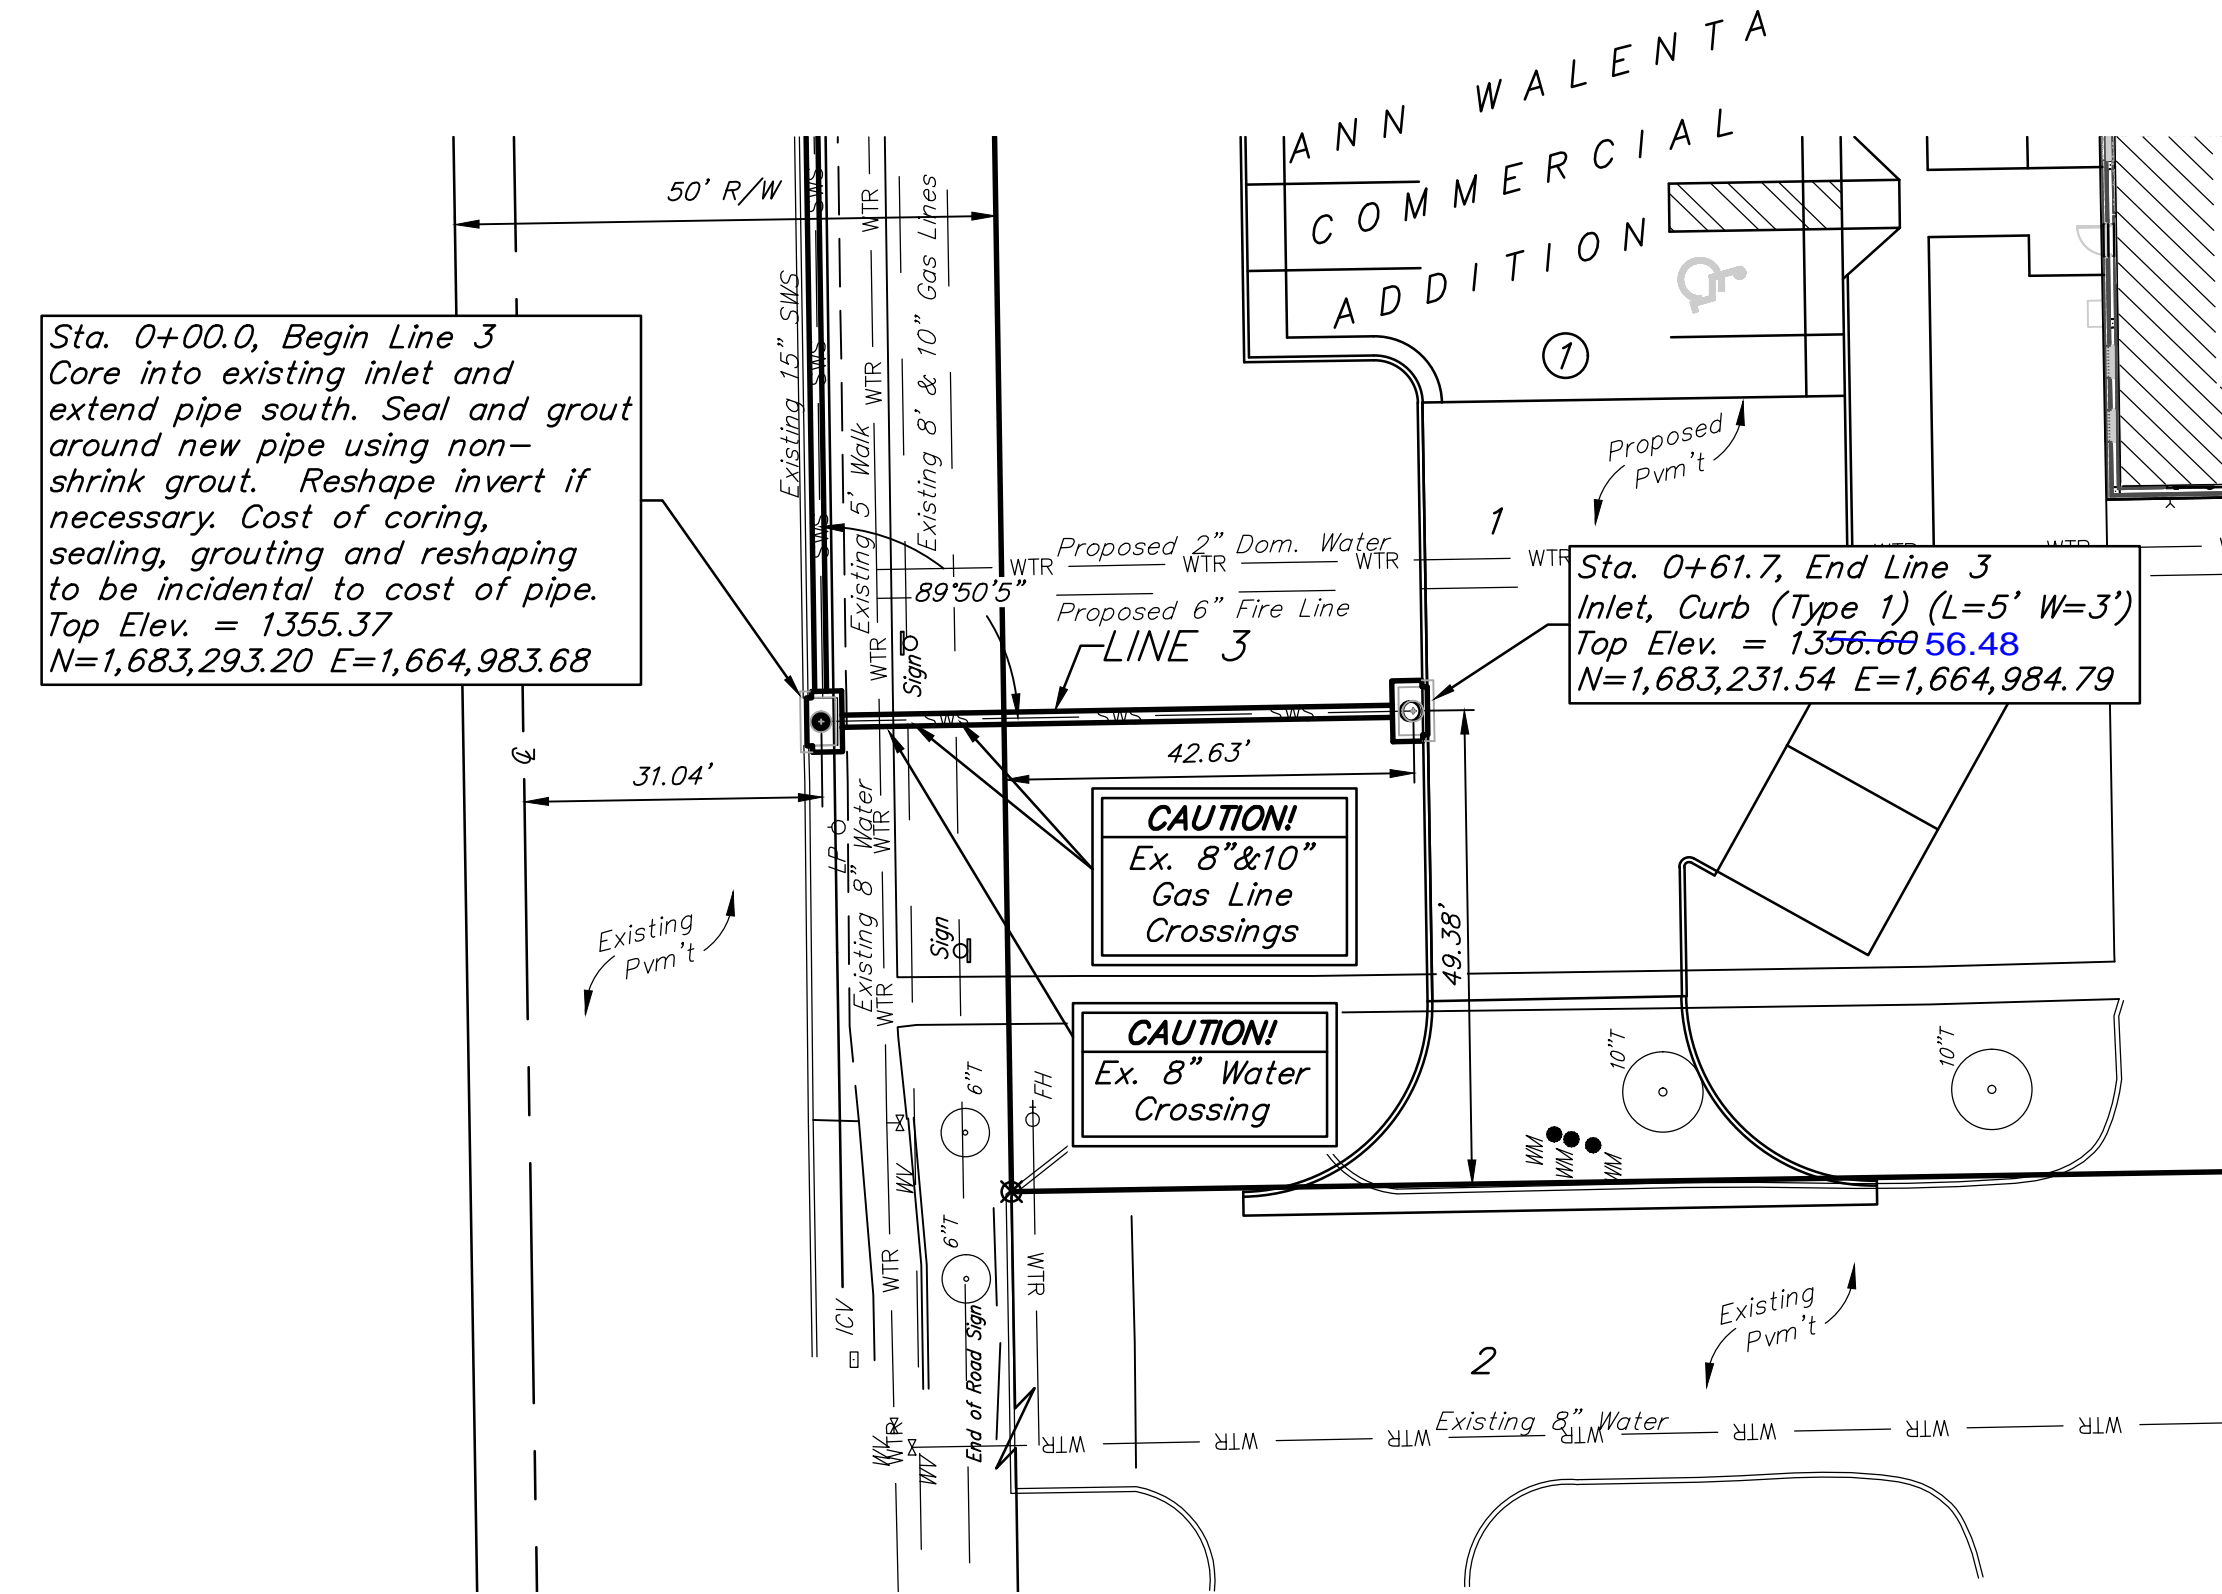 ANN WALENTA
COMMERCIAL
ADDITION
1
50' R/W
Existing 15" SWS
SWS
SWS
SWS
Existing 5' Walk
WTR
WTR
WTR
Existing 8' & 10" Gas Lines
Sta. 0+00.0, Begin Line 3
Core into existing inlet and
extend pipe south. Seal and grout
around new pipe using non-
shrink grout.  Reshape invert if
necessary. Cost of coring,
sealing, grouting and reshaping
to be incidental to cost of pipe.
Top Elev. = 1355.37
N=1,683,293.20 E=1,664,983.68
Proposed
Pvm't
1
Proposed 2" Dom. Water
WTR WTR WTR WTR
WTR WTR
89°50'5"
Proposed 6" Fire Line
LINE 3
Sign
Sta. 0+61.7, End Line 3
Inlet, Curb (Type 1) (L=5' W=3')
Top Elev. = 1356.60 56.48
N=1,683,231.54 E=1,664,984.79
SWS SWS SWS
42.63'
31.04'
℄
LP
Existing 8" Water
WTR
WTR
CAUTION!
Ex. 8"&10"
Gas Line
Crossings
49.38'
Sign
Existing
Pvm't
CAUTION!
Ex. 8" Water
Crossing
6"T
FH
10"T
10"T
WV
WM
WM
WM
6"T
WTR
WTR
ICV
End of Road Sign
Existing
Pvm't
2
Existing 8" Water
WV
WTR
WV
WTR WTR WTR WTR WTR WTR WTR